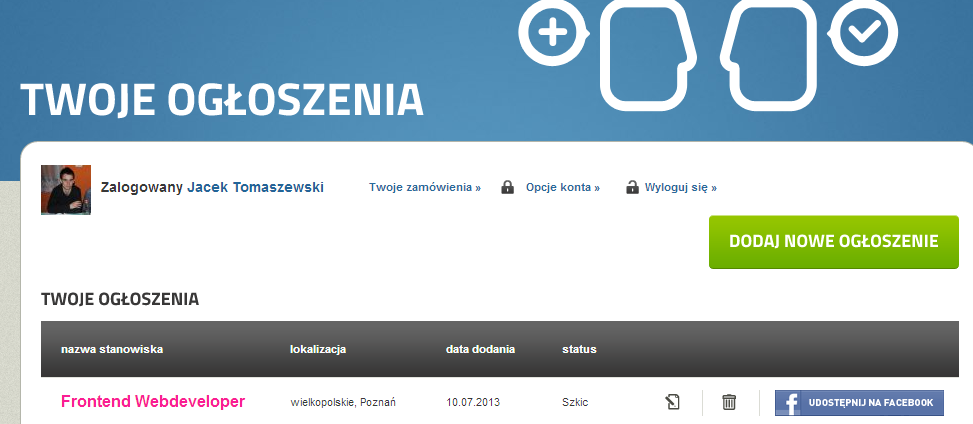 TWOJE OGŁOSZENIA
Zalogowany Jacek Tomaszewski Twoje zamówienia » Opcje konta » Wyloguj się »
DODAJ NOWE OGŁOSZENIE
TWOJE OGŁOSZENIA
nazwa stanowiska lokalizacja data dodania status
Frontend Webdeveloper wielkopolskie, Poznań 10.07.2013 Szkic f UDOSTĘPNIJ NA FACEBOOK